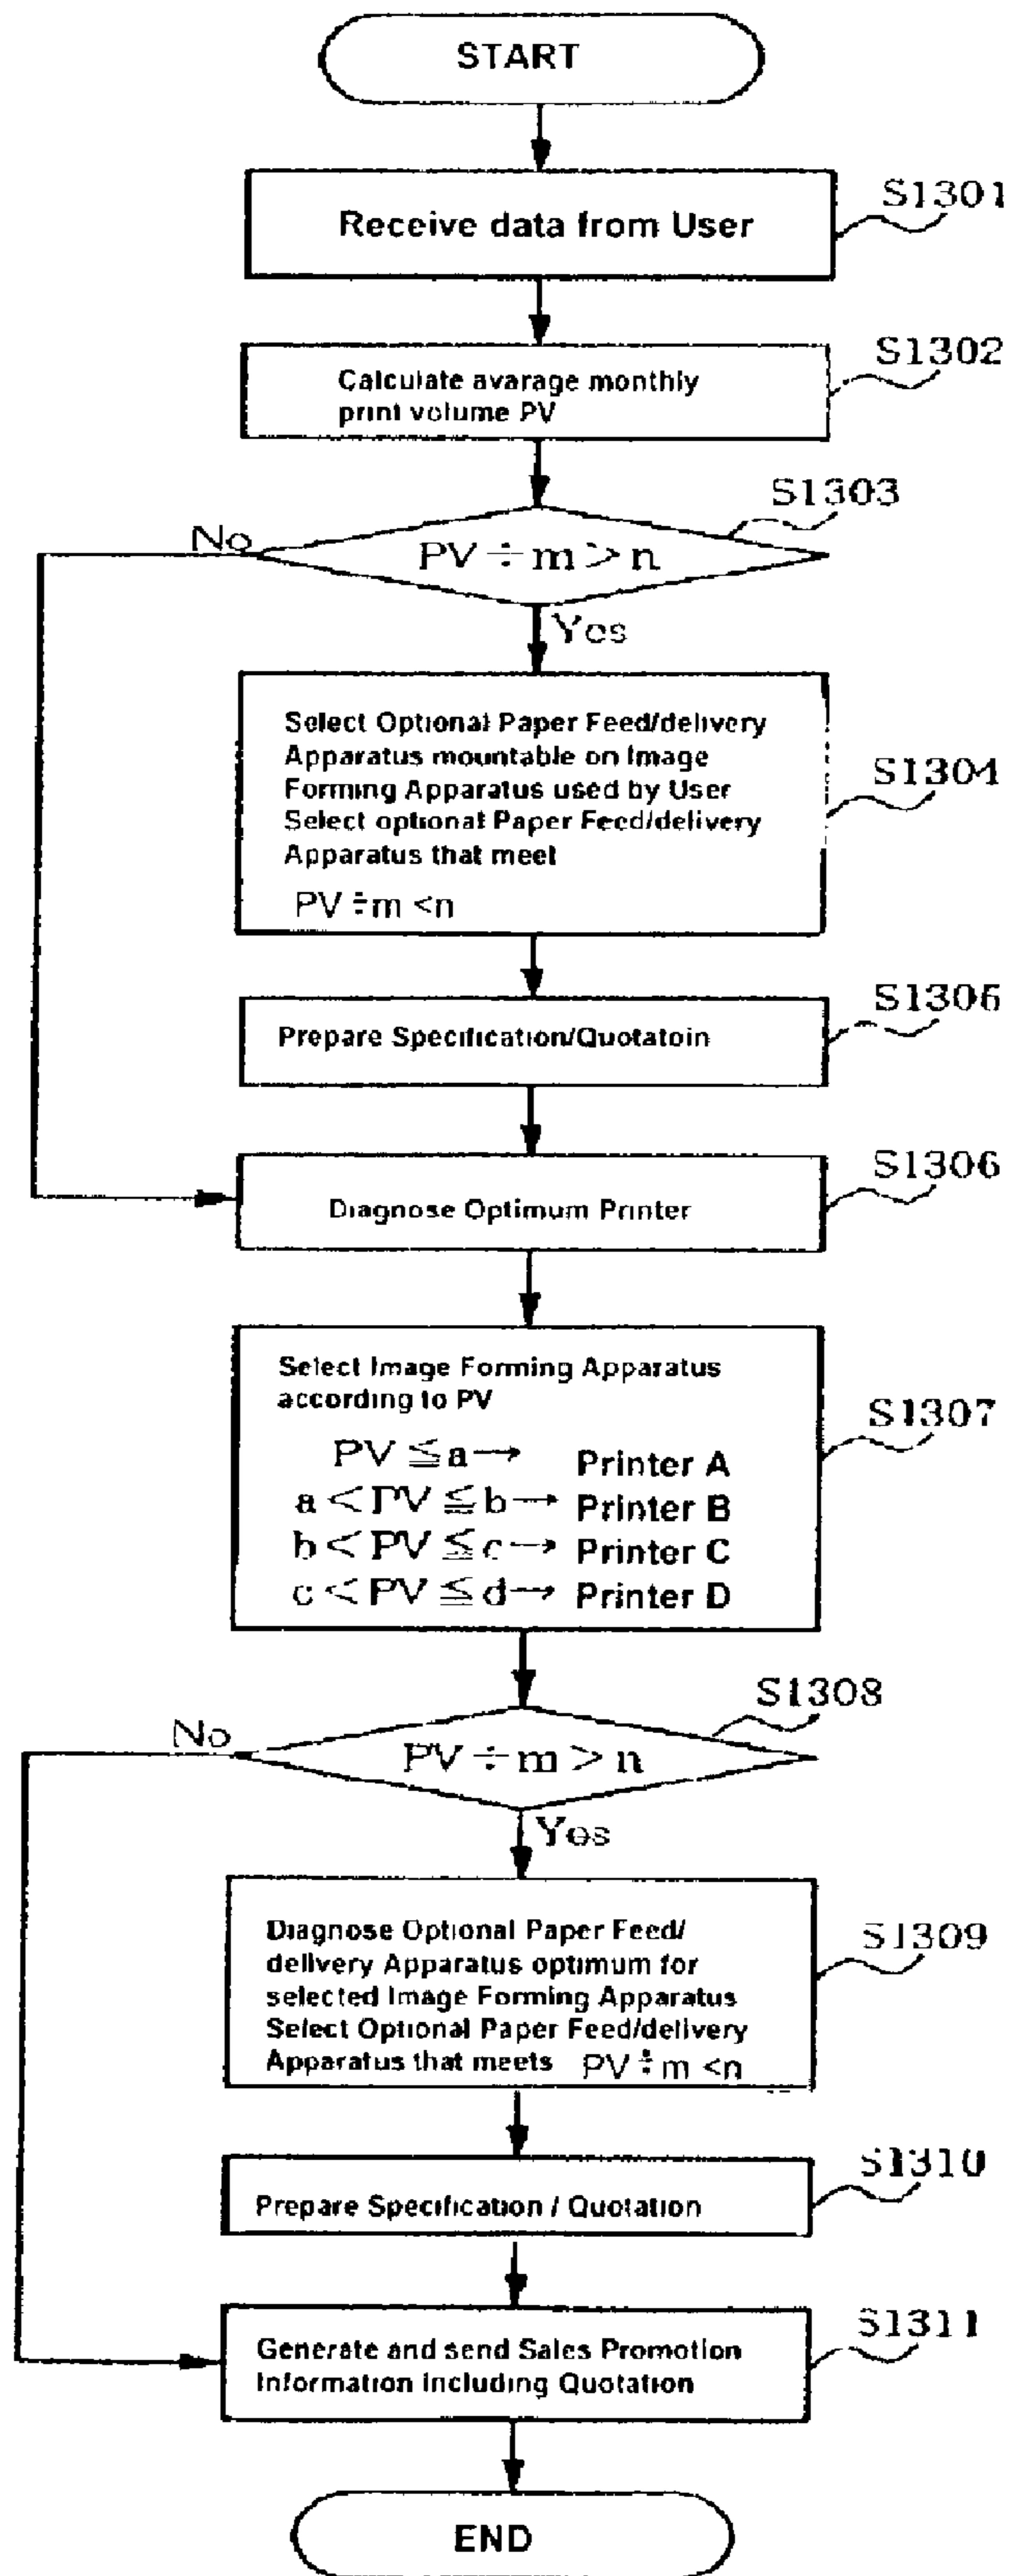 START
Receive data from User
S1301
Calculate avarage monthly
print volume PV
S1302
S1303
No
PV ÷ m > n
Yes
Select Optional Paper Feed/delivery
Apparatus mountable on Image
Forming Apparatus used by User
Select optional Paper Feed/delivery
Apparatus that meet
PV ÷ m < n
S1304
Prepare Specification/Quotatoin
S1306
Diagnose Optimum Printer
S1306
Select Image Forming Apparatus
according to PV
PV ≦ a → Printer A
a < PV ≦ b → Printer B
b < PV ≦ c → Printer C
c < PV ≦ d → Printer D
S1307
S1308
No
PV ÷ m > n
Yes
Diagnose Optional Paper Feed/
delivery Apparatus optimum for
selected Image Forming Apparatus
Select Optional Paper Feed/delivery
Apparatus that meets PV ÷ m < n
S1309
Prepare Specification / Quotation
S1310
Generate and send Sales Promotion
Information Including Quotation
S1311
END